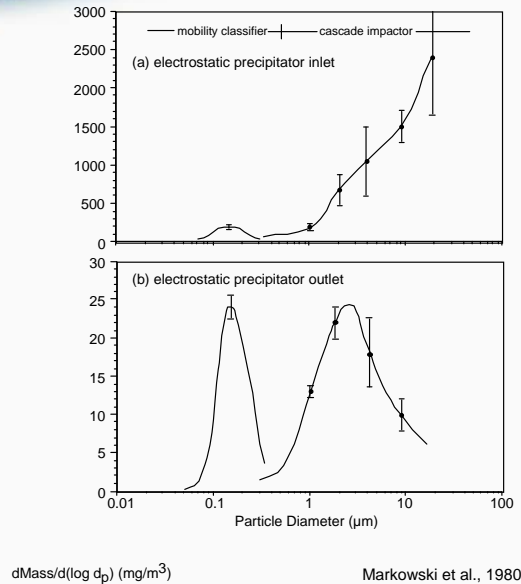 3000
mobility classifier
cascade impactor
(a) electrostatic precipitator inlet
2500
2000
1500
1000
500
0
30
(b) electrostatic precipitator outlet
25
20
15
10
5
0
0.01
0.1
1
10
100
Particle Diameter (µm)
dMass/d(log dp) (mg/m3)
Markowski et al., 1980